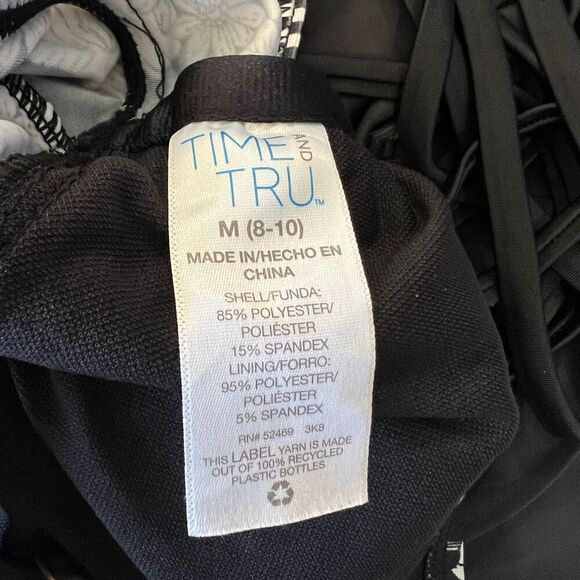 TIME AND
TRU™
M (8-10)
MADE IN/HECHO EN
CHINA
SHELL/FUNDA:
85% POLYESTER/
POLIÉSTER
15% SPANDEX
LINING/FORRO:
95% POLYESTER/
POLIÉSTER
5% SPANDEX
RN# 52469 3K8
THIS LABEL YARN IS MADE
OUT OF 100% RECYCLED
PLASTIC BOTTLES